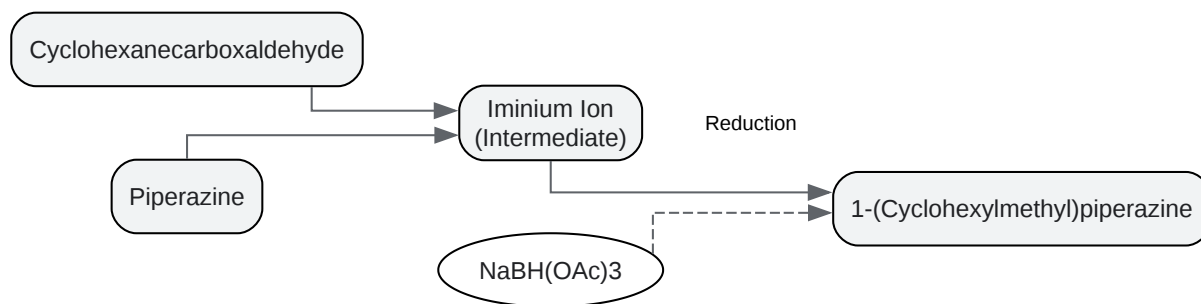 Cyclohexanecarboxaldehyde
Iminium Ion
(Intermediate)
Reduction
Piperazine
1-(Cyclohexylmethyl)piperazine
NaBH(OAc)3